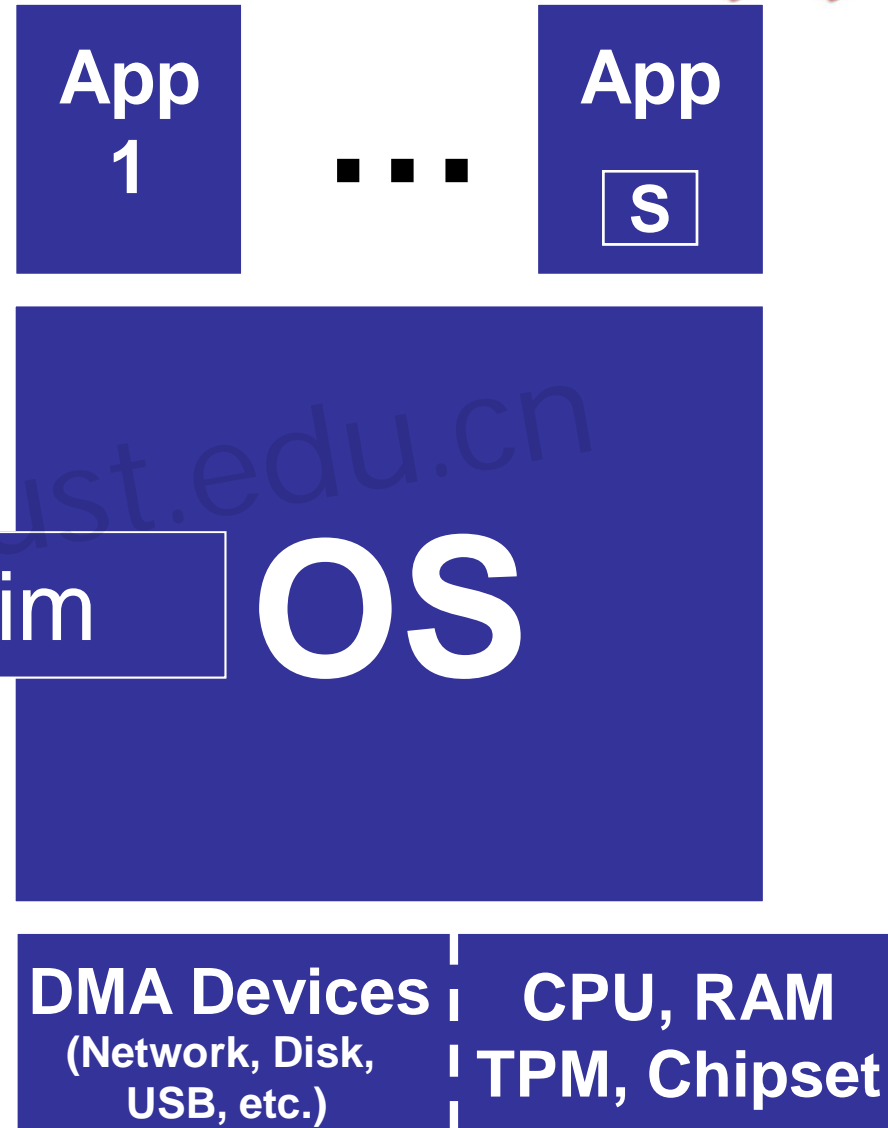 App
1
...
App
S
ust.edu.cn
im
OS
DMA Devices
(Network, Disk,
USB, etc.)
CPU, RAM
TPM, Chipset